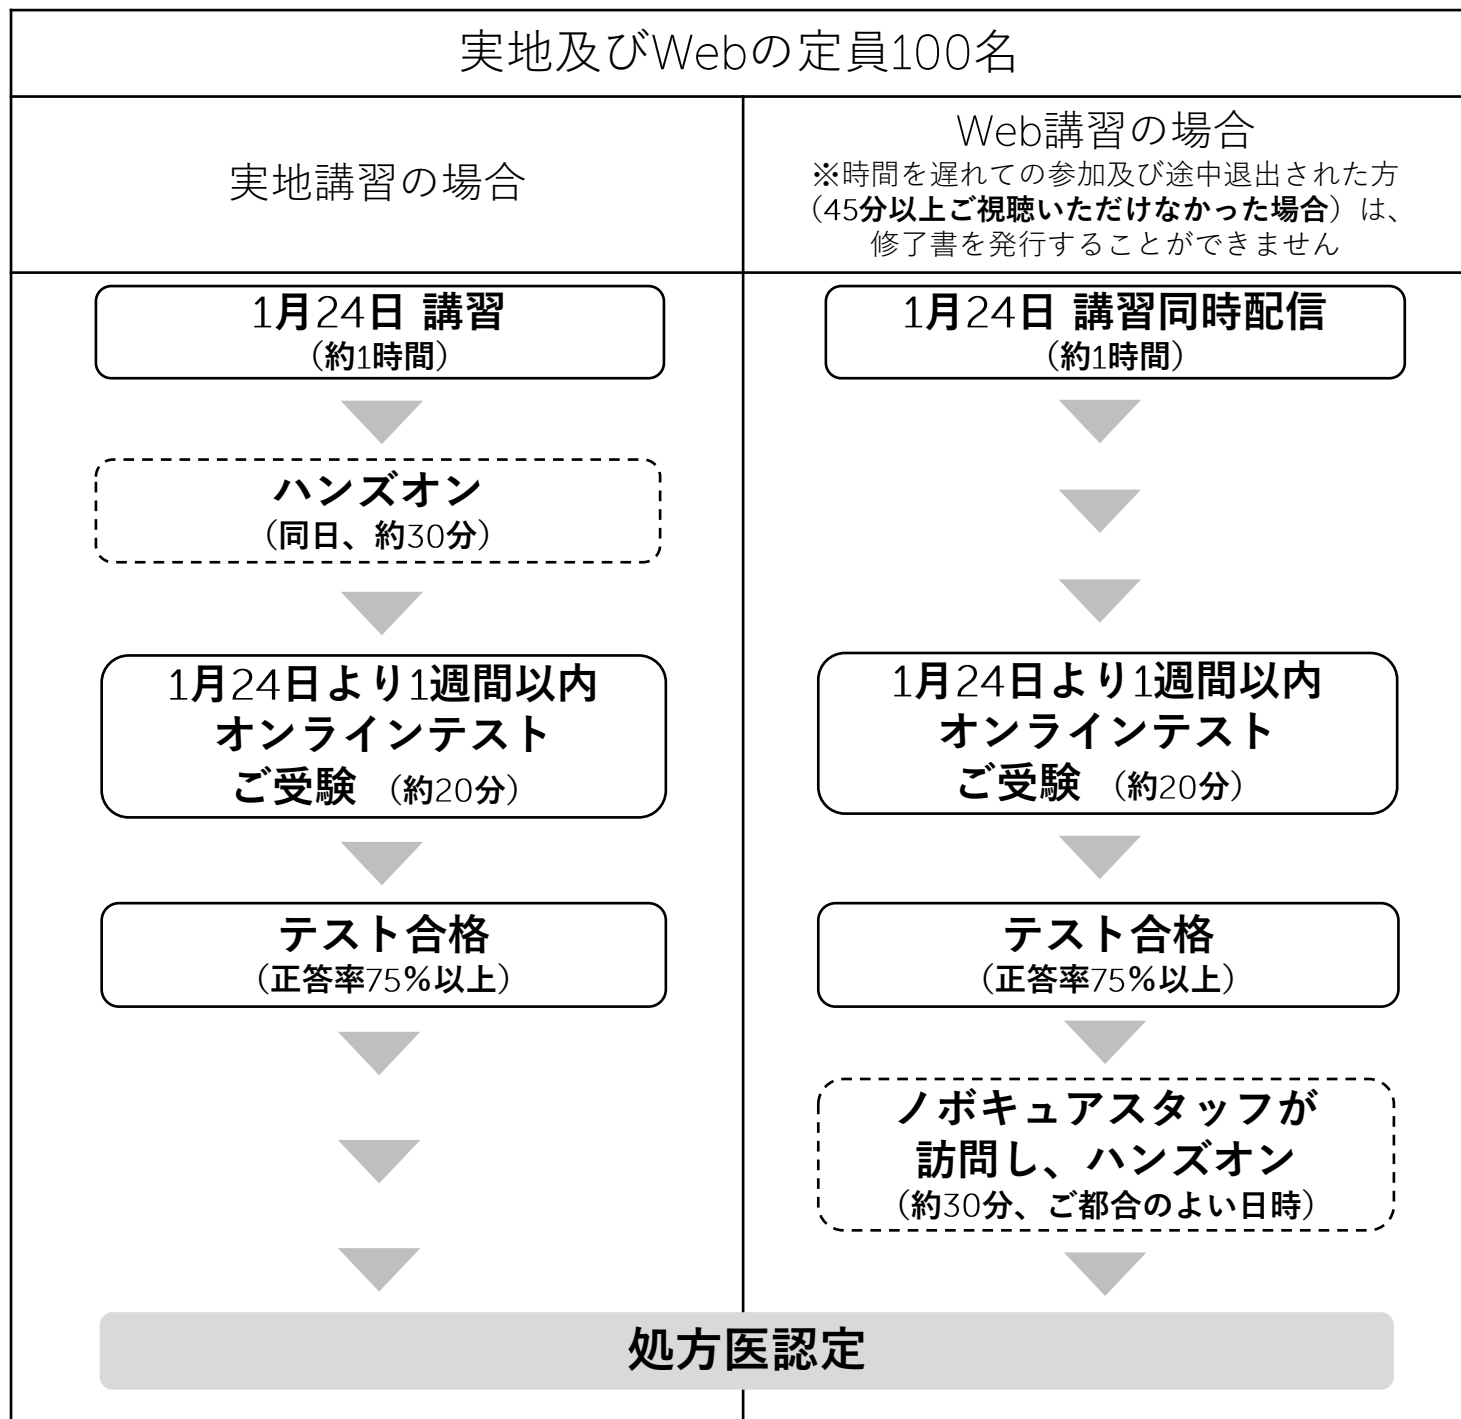 実地及びWebの定員100名
実地講習の場合
Web講習の場合
※時間を遅れての参加及び途中退出された方
（45分以上ご視聴いただけなかった場合）は、
修了書を発行することができません
1月24日 講習
（約1時間）
ハンズオン
（同日、約30分）
1月24日より1週間以内
オンラインテスト
ご受験 （約20分）
テスト合格
（正答率75%以上）
1月24日 講習同時配信
（約1時間）
1月24日より1週間以内
オンラインテスト
ご受験 （約20分）
テスト合格
（正答率75%以上）
ノボキュアスタッフが
訪問し、ハンズオン
（約30分、ご都合のよい日時）
処方医認定